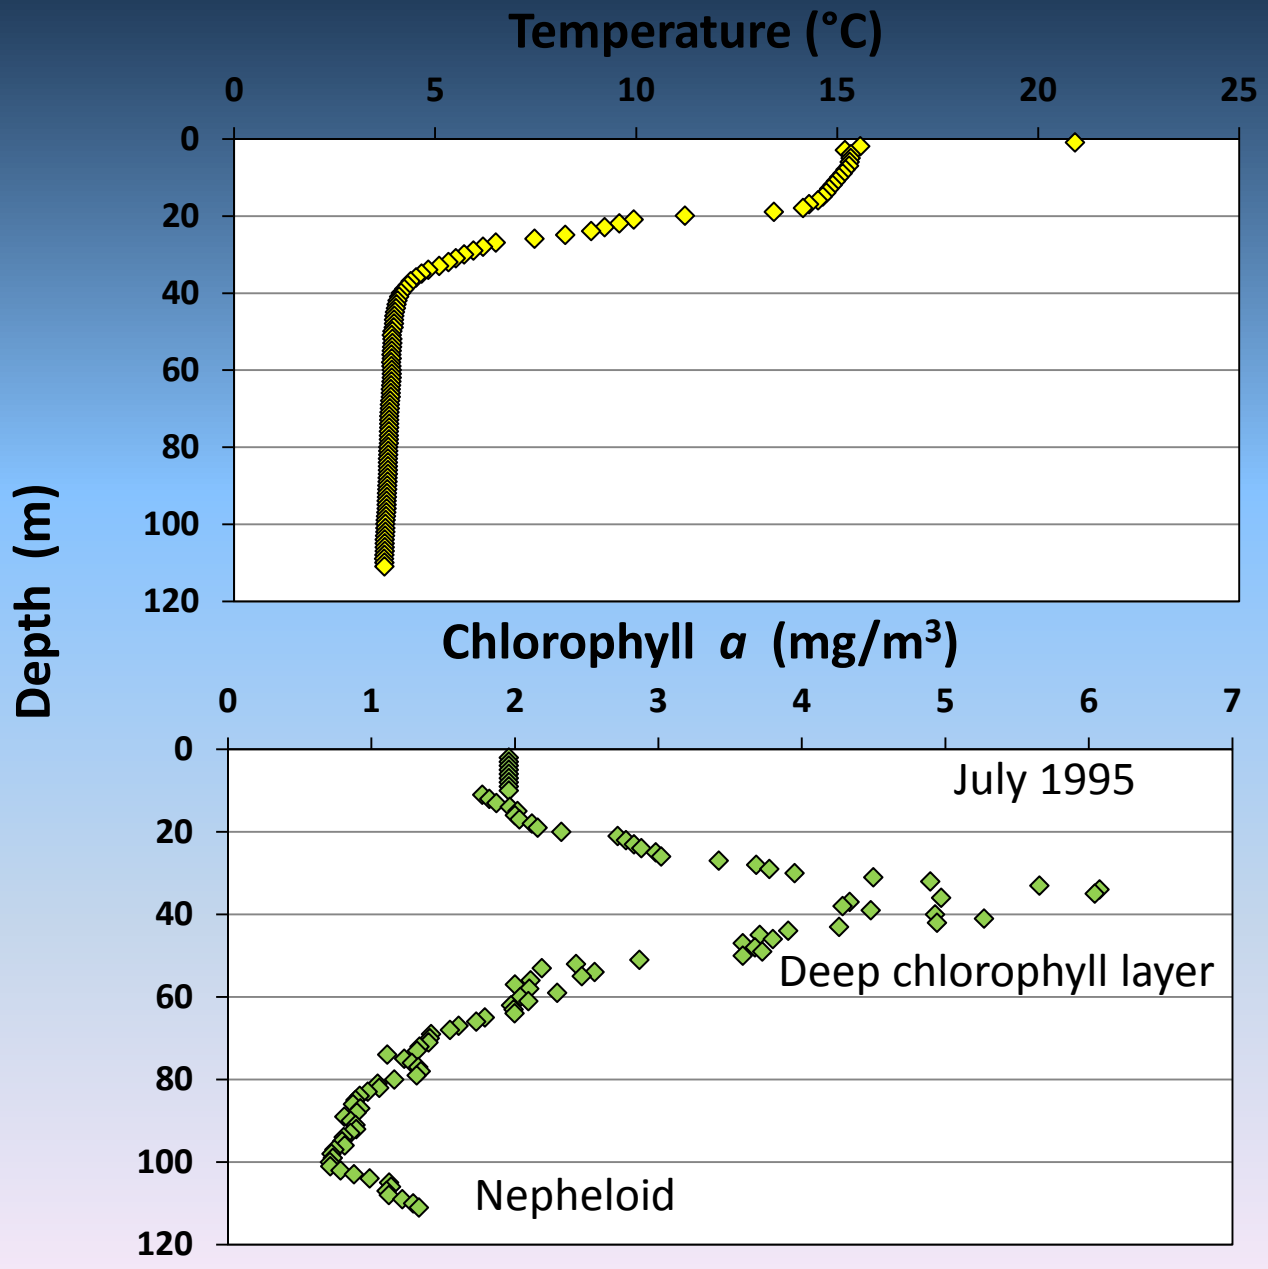 Temperature (°C)
0 5 10 15 20 25
0
20
40
60
80
100
120
Depth (m)
Chlorophyll a (mg/m³)
0 1 2 3 4 5 6 7
0
July 1995
20
40
Deep chlorophyll layer
60
80
100
Nepheloid
120